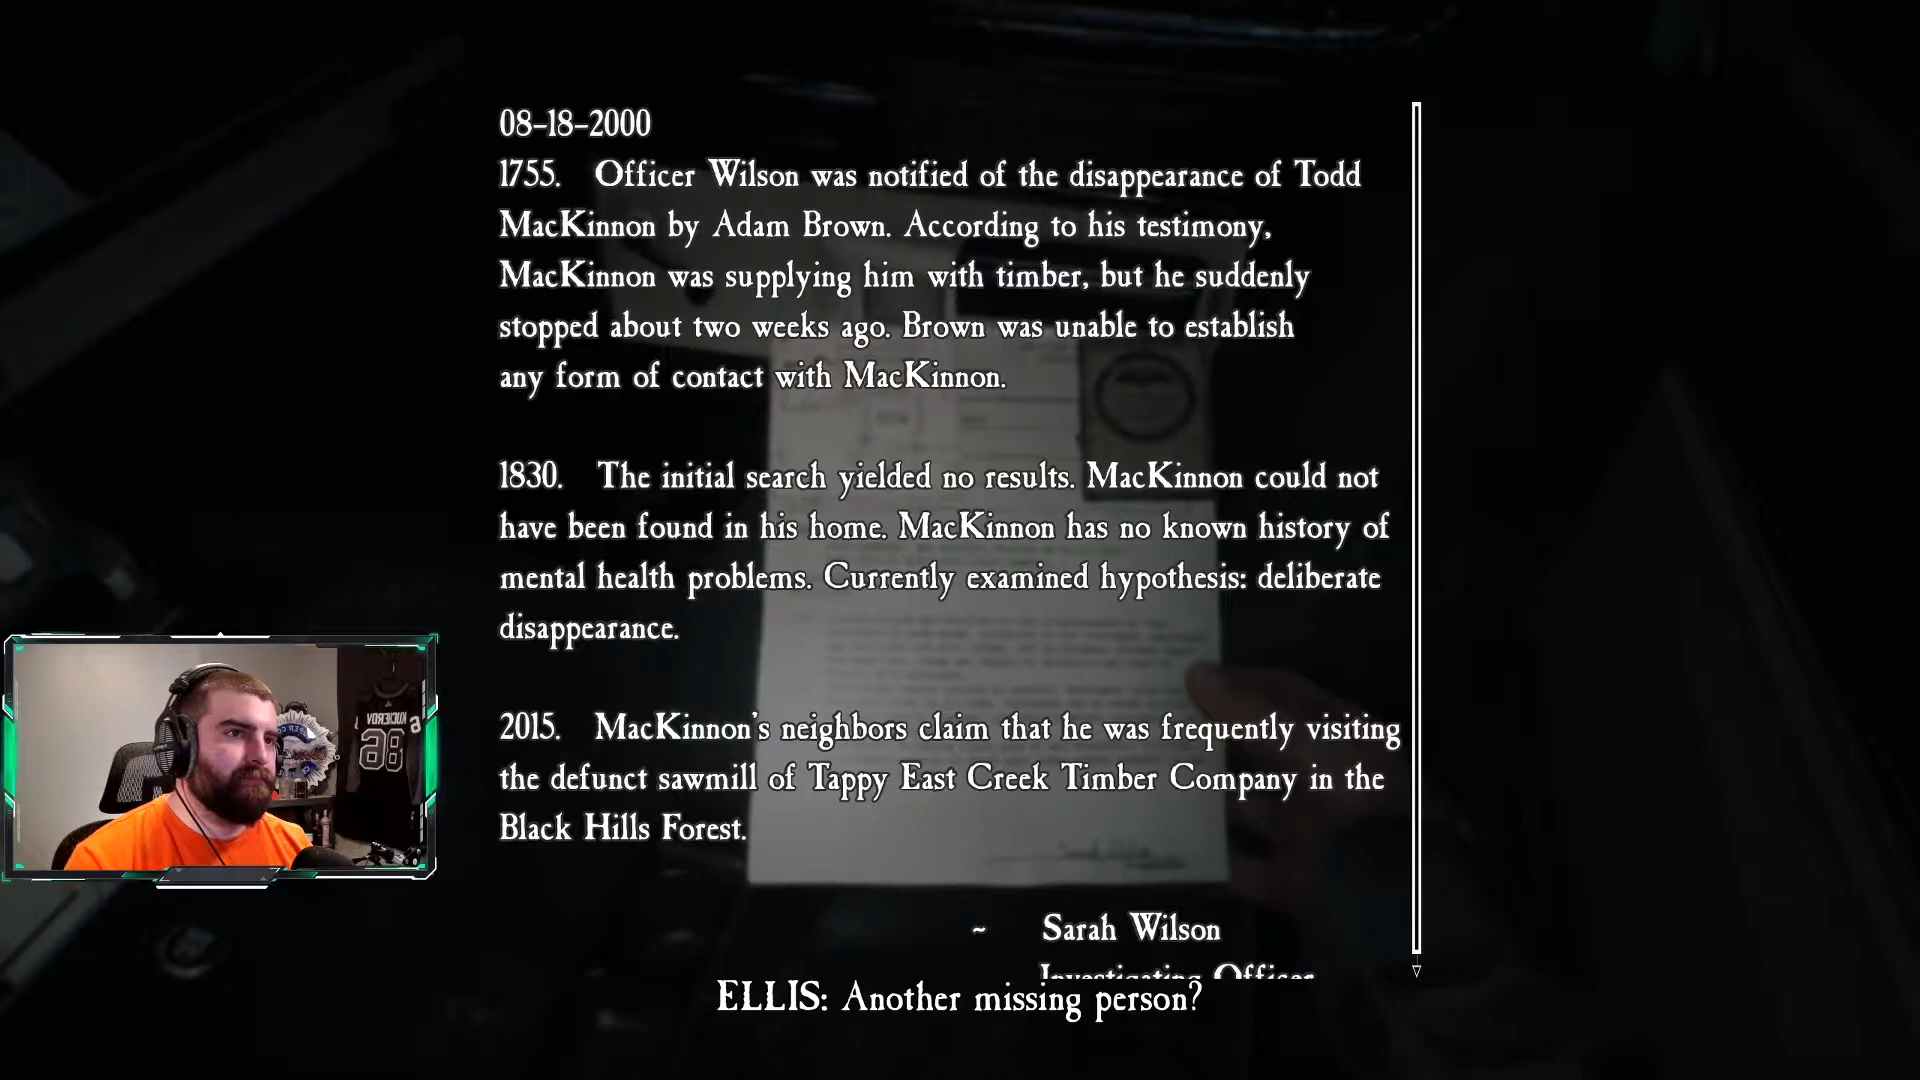 08-18-2000
1755. Officer Wilson was notified of the disappearance of Todd
MacKinnon by Adam Brown. According to his testimony,
MacKinnon was supplying him with timber, but he suddenly
stopped about two weeks ago. Brown was unable to establish
any form of contact with MacKinnon.
1830. The initial search yielded no results. MacKinnon could not
have been found in his home. MacKinnon has no known history of
mental health problems. Currently examined hypothesis: deliberate
disappearance.
2015. MacKinnon's neighbors claim that he was frequently visiting
the defunct sawmill of Tappy East Creek Timber Company in the
Black Hills Forest.
~ Sarah Wilson
Investigating Officer
ELLIS: Another missing person?
KUCHEROV
86